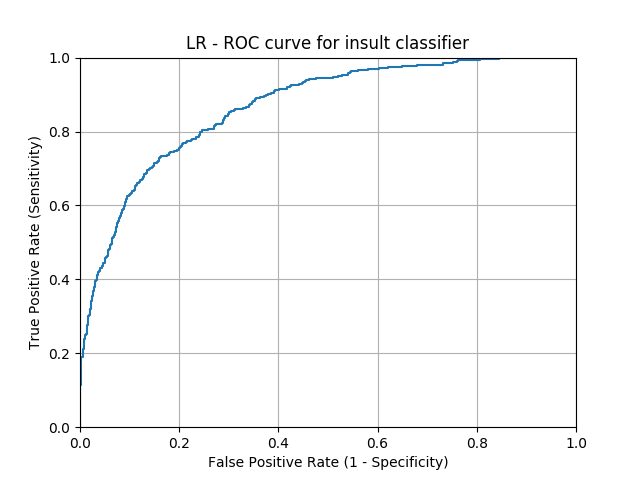 LR - ROC curve for insult classifier
1.0
0.8
0.6
0.4
0.2
0.0
True Positive Rate (Sensitivity)
0.0 0.2 0.4 0.6 0.8 1.0
False Positive Rate (1 - Specificity)